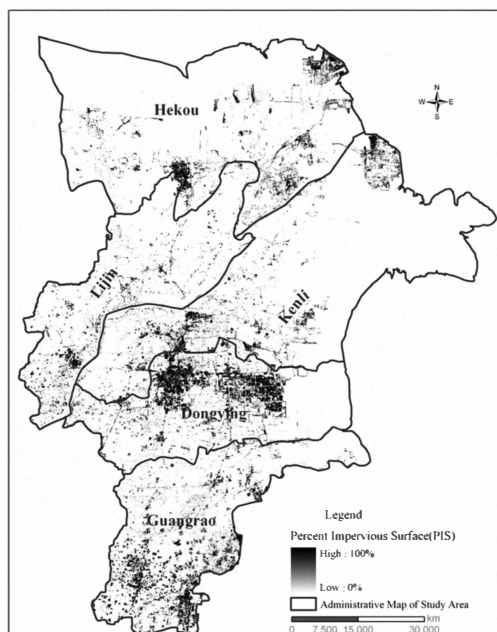 Hekou
N
W E
S
Lijin
Kenli
Dongying
Guangrao
Legend
Percent Impervious Surface(PIS)
High : 100%
Low : 0%
Administrative Map of Study Area
km
0 7,500 15,000 30,000